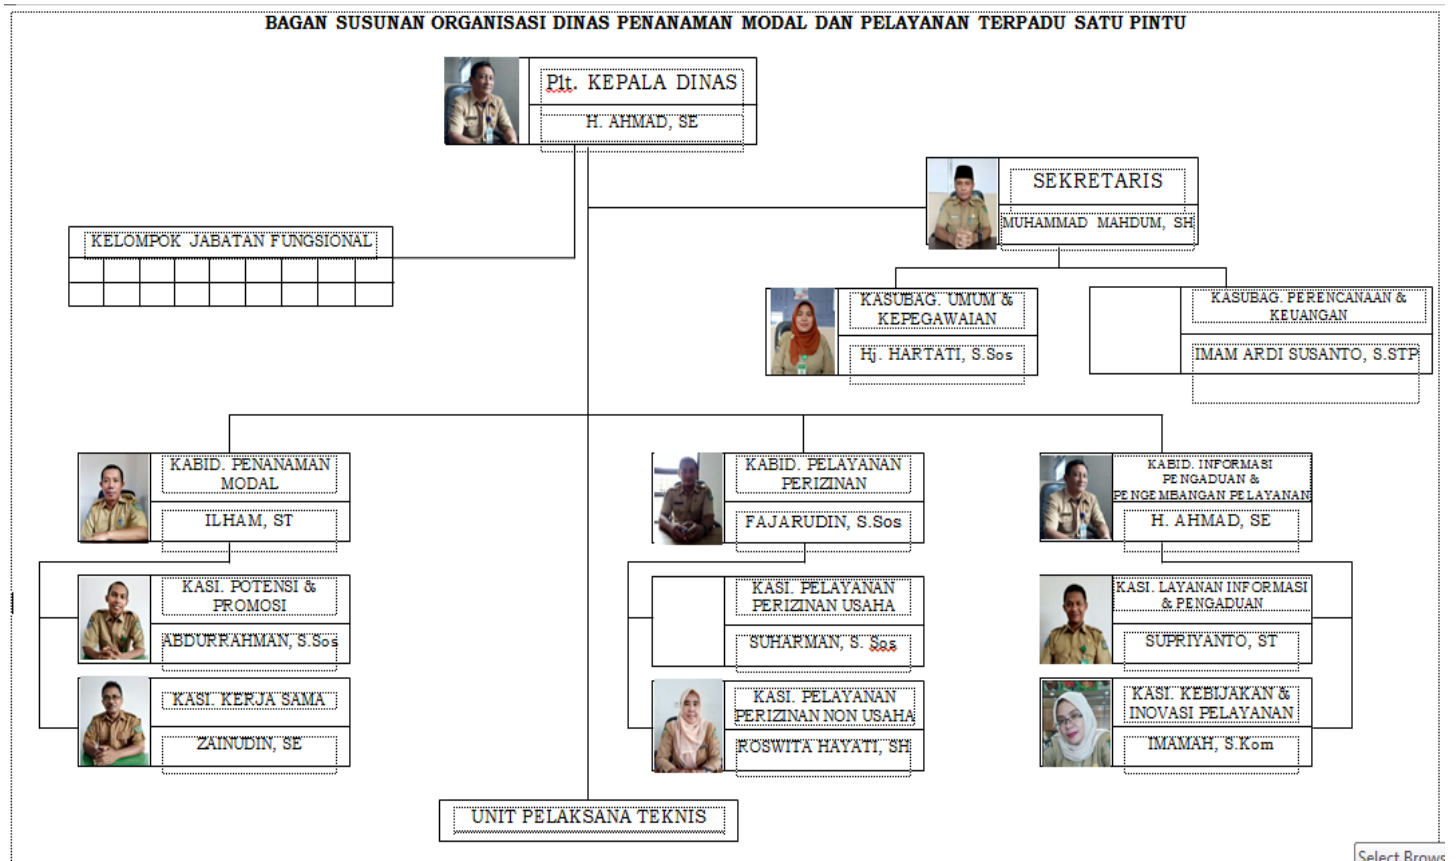 BAGAN SUSUNAN ORGANISASI DINAS PENANAMAN MODAL DAN PELAYANAN TERPADU SATU PINTU
Plt. KEPALA DINAS
H. AHMAD, SE
SEKRETARIS
MUHAMMAD MAHDUM, SH
KELOMPOK JABATAN FUNGSIONAL
KASUBAG. UMUM &
KEPEGAWAIAN
Hj. HARTATI, S.Sos
KASUBAG. PERENCANAAN &
KEUANGAN
IMAM ARDI SUSANTO, S.STP
KABID. PENANAMAN
MODAL
ILHAM, ST
KABID. PELAYANAN
PERIZINAN
FAJARUDIN, S.Sos
KABID. INFORMASI
PENGADUAN &
PENGEMBANGAN PELAYANAN
H. AHMAD, SE
KASI. POTENSI &
PROMOSI
ABDURRAHMAN, S.Sos
KASI. PELAYANAN
PERIZINAN USAHA
SUHARMAN, S. Sos
KASI. LAYANAN INFORMASI
& PENGADUAN
SUPRIYANTO, ST
KASI. KERJA SAMA
ZAINUDIN, SE
KASI. PELAYANAN
PERIZINAN NON USAHA
ROSWITA HAYATI, SH
KASI. KEBIJAKAN &
INOVASI PELAYANAN
IMAMAH, S.Kom
UNIT PELAKSANA TEKNIS
Select Brows